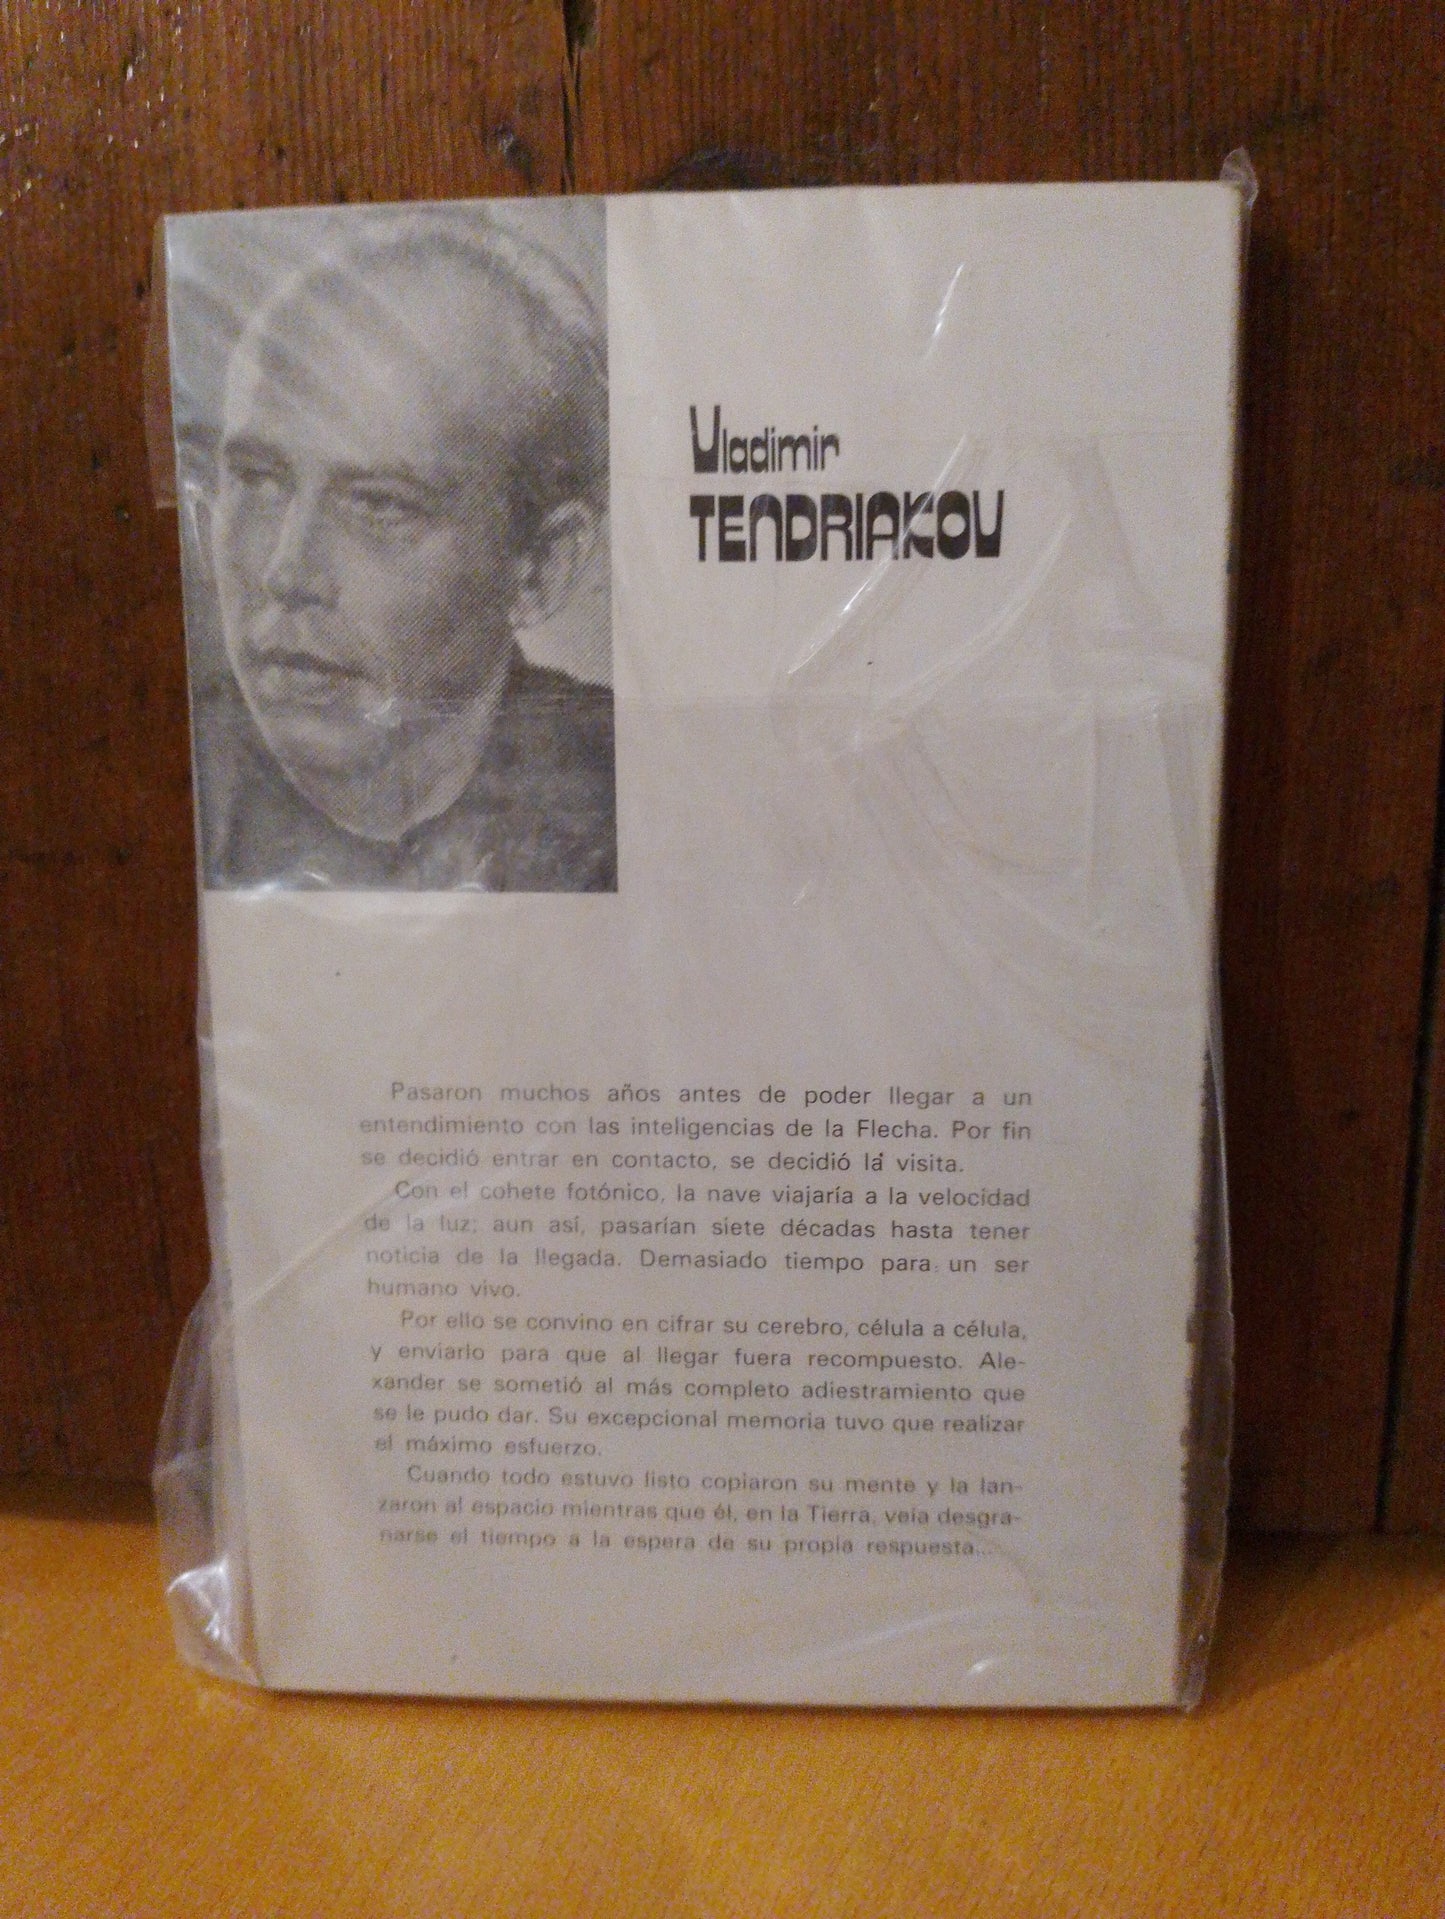 Vladimir
TENDRIAKOV
Pasaron muchos años antes de poder llegar a un
entendimiento con las inteligencias de la Flecha. Por fin
se decidió entrar en contacto, se decidió la visita.
Con el cohete fotónico, la nave viajaría a la velocidad
de la luz; aun así, pasarían siete décadas hasta tener
noticia de la llegada. Demasiado tiempo para un ser
humano vivo.
Por ello se convino en cifrar su cerebro, célula a célula,
y enviarlo para que al llegar fuera recompuesto. Ale-
xander se sometió al más completo adiestramiento que
se le pudo dar. Su excepcional memoria tuvo que realizar
el máximo esfuerzo.
Cuando todo estuvo listo copiaron su mente y la lan-
zaron al espacio mientras que él, en la Tierra, veía desgra-
narse el tiempo a la espera de su propia respuesta...